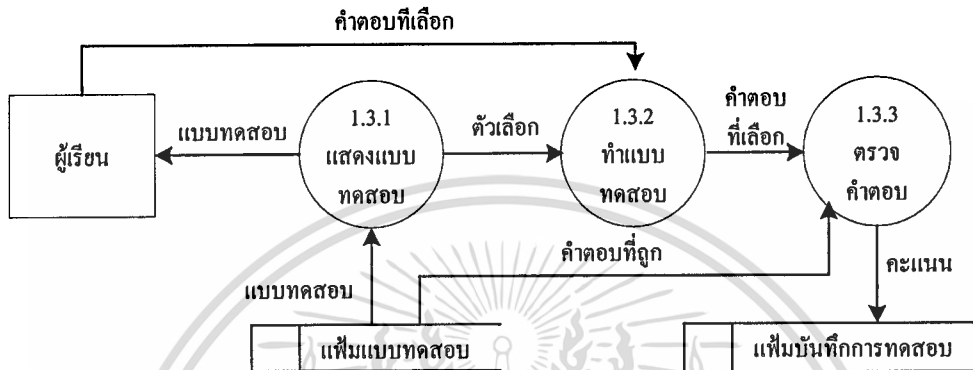 คำตอบที่เลือก
ผู้เรียน
แบบทดสอบ
1.3.1
แสดงแบบ
ทดสอบ
ตัวเลือก
1.3.2
ทำแบบ
ทดสอบ
คำตอบ
ที่เลือก
1.3.3
ตรวจ
คำตอบ
แบบทดสอบ
คำตอบที่ถูก
คะแนน
แฟ้มแบบทดสอบ
แฟ้มบันทึกการทดสอบ